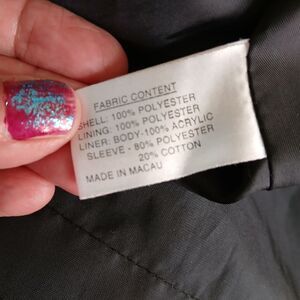 FABRIC CONTENT
SHELL: 100% POLYESTER
LINING: 100% POLYESTER
LINER: BODY-100% ACRYLIC
SLEEVE - 80% POLYESTER
20% COTTON
MADE IN MACAU